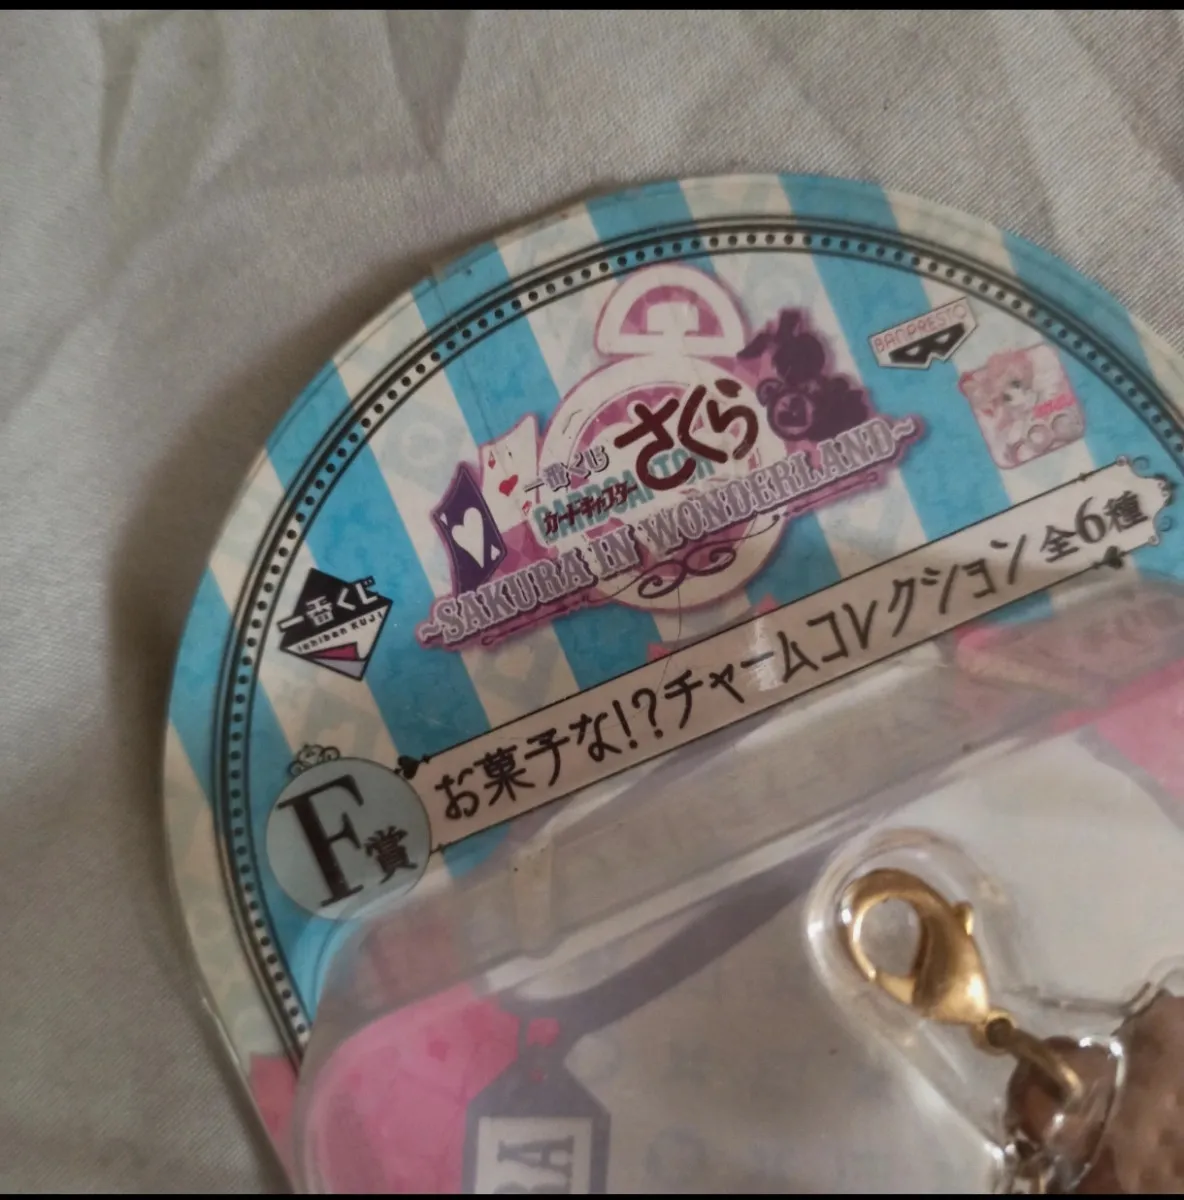 BANPRESTO
一番くじ
カードキャプター
さくら
CARDCAPTOR
~SAKURA IN WONDERLAND~
一番くじ
Ichiban KUJI
お菓子な!?チャームコレクション 全6種
F賞
RA